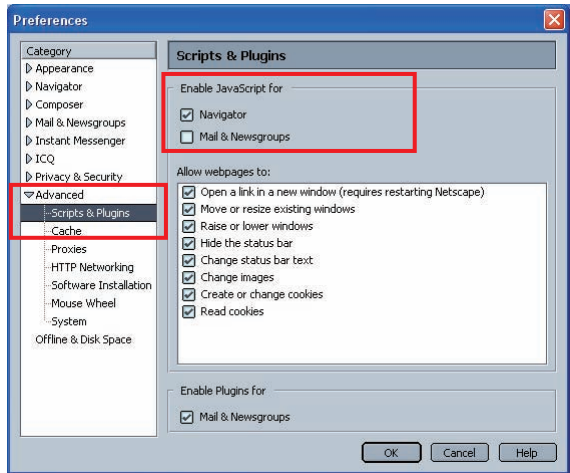 Preferences
Category
Appearance
Navigator
Composer
Mail & Newsgroups
Instant Messenger
ICQ
Privacy & Security
Advanced
Scripts & Plugins
Cache
Proxies
HTTP Networking
Software Installation
Mouse Wheel
System
Offline & Disk Space
Scripts & Plugins
Enable JavaScript for
Navigator
Mail & Newsgroups
Allow webpages to:
Open a link in a new window (requires restarting Netscape)
Move or resize existing windows
Raise or lower windows
Hide the status bar
Change status bar text
Change images
Create or change cookies
Read cookies
Enable Plugins for
Mail & Newsgroups
OK Cancel Help